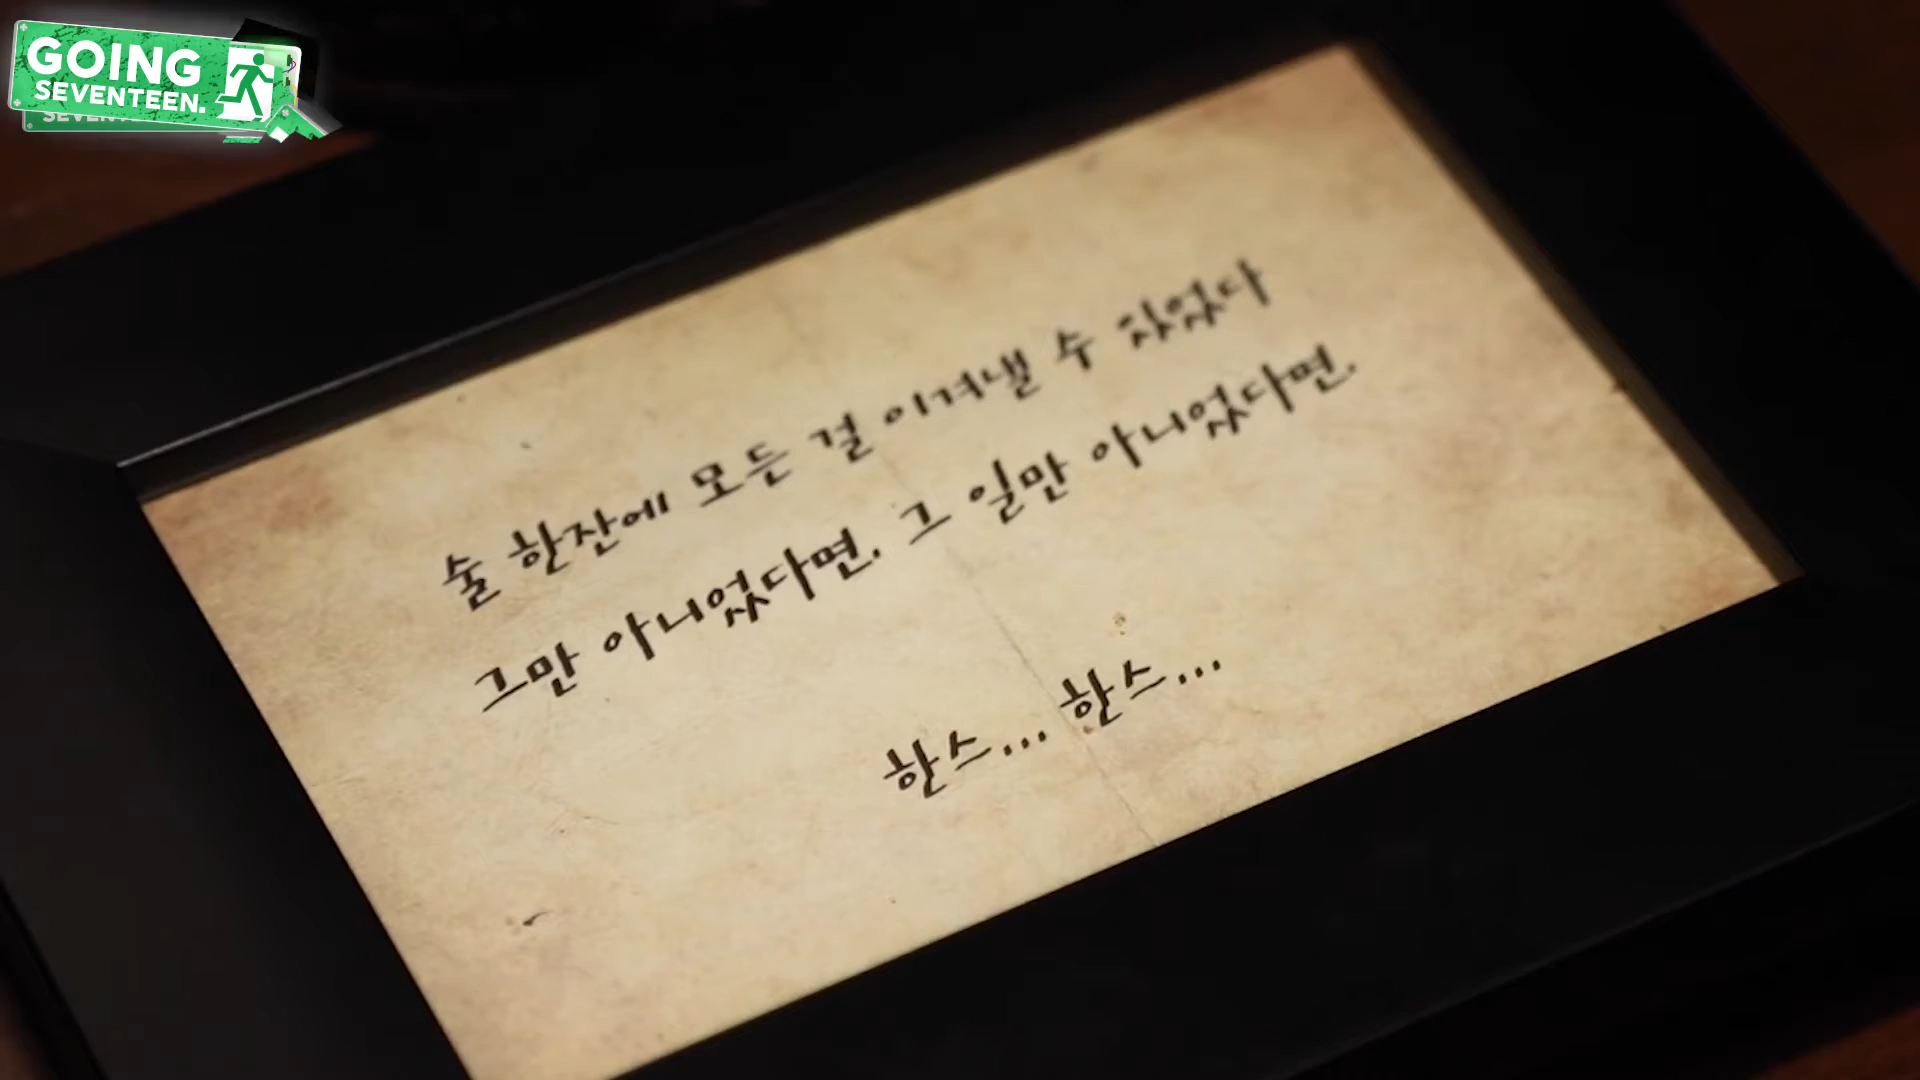 GOING
SEVENTEEN.
술 한잔에 모든 걸 이겨낼 수 있었다
그만 아니었다면. 그 일만 아니었다면.
한스... 한스...